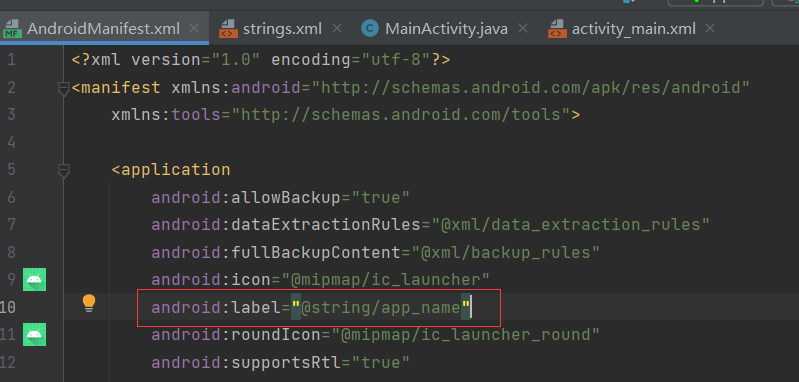 AndroidManifest.xml strings.xml MainActivity.java activity_main.xml
1 <?xml version="1.0" encoding="utf-8"?>
2 <manifest xmlns:android="http://schemas.android.com/apk/res/android"
3 xmlns:tools="http://schemas.android.com/tools">
4
5 <application
6 android:allowBackup="true"
7 android:dataExtractionRules="@xml/data_extraction_rules"
8 android:fullBackupContent="@xml/backup_rules"
9 android:icon="@mipmap/ic_launcher"
10 android:label="@string/app_name"
11 android:roundIcon="@mipmap/ic_launcher_round"
12 android:supportsRtl="true"